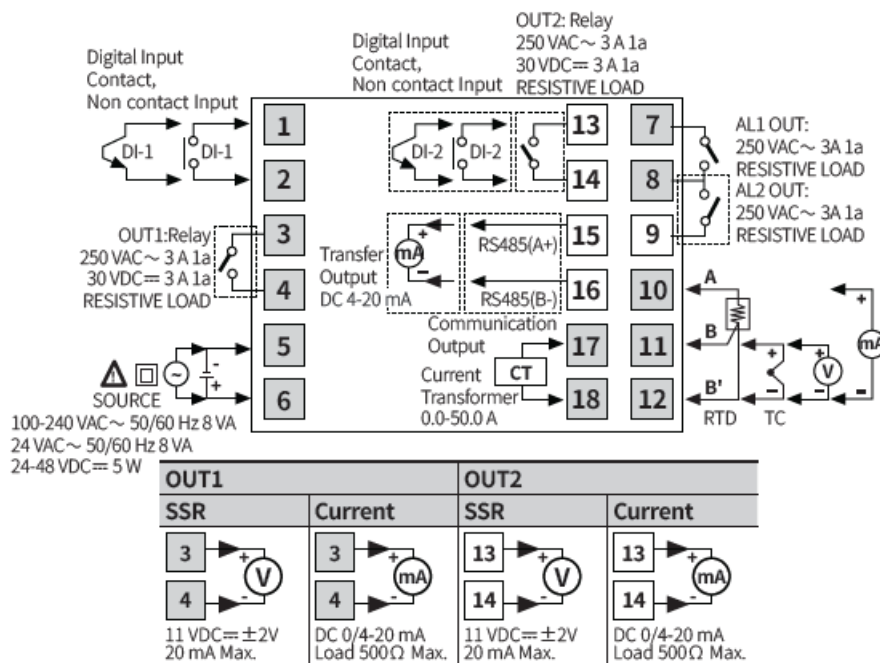 OUT2: Relay
250 VAC～ 3 A 1a
30 VDC⎓ 3 A 1a
RESISTIVE LOAD
Digital Input
Contact,
Non contact Input
Digital Input
Contact,
Non contact Input
1
DI-1
DI-1
2
DI-2
DI-2
13
14
7
8
9
AL1 OUT:
250 VAC～ 3A 1a
RESISTIVE LOAD
AL2 OUT:
250 VAC～ 3A 1a
RESISTIVE LOAD
OUT1:Relay
250 VAC～ 3 A 1a
30 VDC⎓ 3 A 1a
RESISTIVE LOAD
3
4
Transfer
Output
DC 4-20 mA
mA
+
-
RS485(A+)
15
RS485(B-)
16
Communication
Output
10
11
12
A
B
B'
RTD
+
-
TC
+
-
V
+
-
mA
5
6
~
-
+
SOURCE
100-240 VAC～ 50/60 Hz 8 VA
24 VAC～ 50/60 Hz 8 VA
24-48 VDC⎓ 5 W
Current
Transformer
0.0-50.0 A
CT
17
18
OUT1
OUT2
SSR
Current
SSR
Current
3
+
V
4
-
11 VDC⎓ ±2V
20 mA Max.
3
+
mA
4
-
DC 0/4-20 mA
Load 500Ω Max.
13
+
V
14
-
11 VDC⎓ ±2V
20 mA Max.
13
+
mA
14
-
DC 0/4-20 mA
Load 500Ω Max.